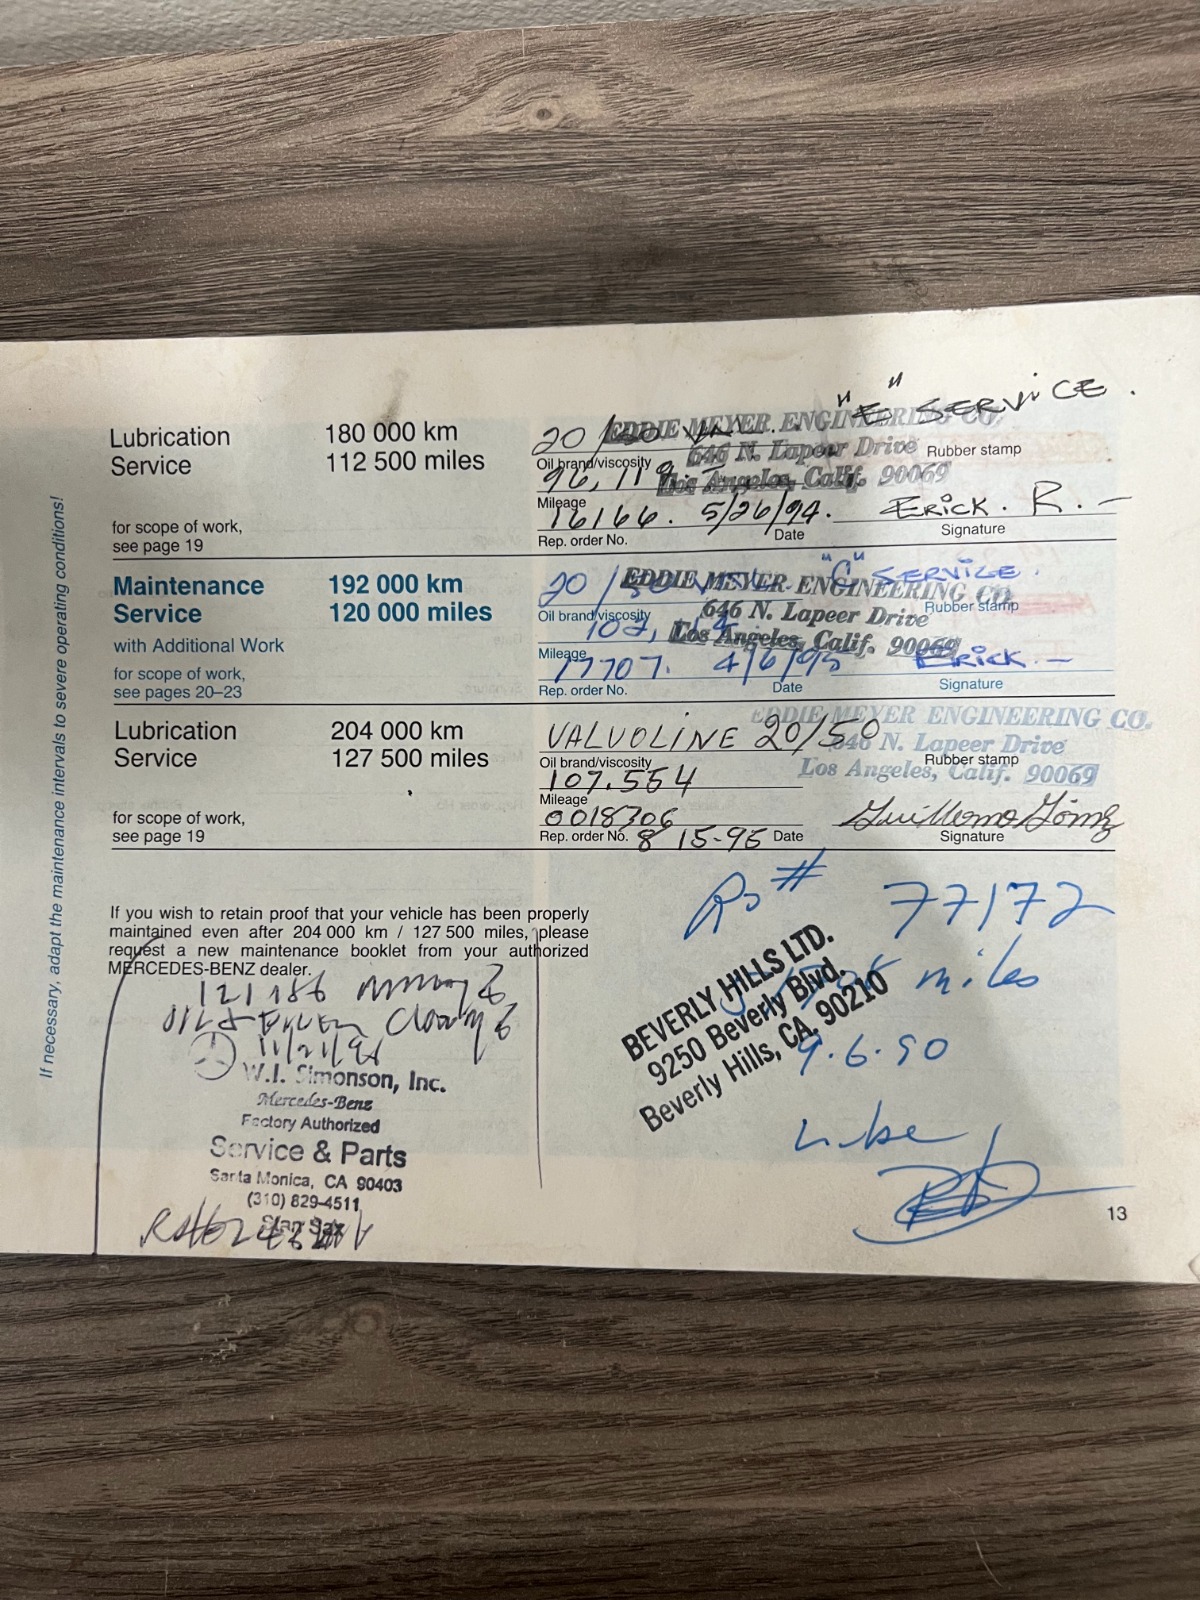 If necessary, adapt the maintenance intervals to severe operating conditions!
Lubrication 180 000 km
Service 112 500 miles
for scope of work,
see page 19
"E" SERVICE.
20/50
EDDIE MEYER ENGINEERING CO.
646 N. Lapeer Drive
Los Angeles, Calif. 90069
Oil brand/viscosity
Rubber stamp
96,11
Mileage
16166. 5/26/94. ERICK. R. —
Rep. order No. Date Signature
Maintenance 192 000 km
Service 120 000 miles
with Additional Work
for scope of work,
see pages 20–23
"C" SERVICE.
20/50
EDDIE MEYER ENGINEERING CO.
646 N. Lapeer Drive
Los Angeles, Calif. 90069
Oil brand/viscosity
Rubber stamp
102,
Mileage
17707. 4/6/95 ERICK. —
Rep. order No. Date Signature
Lubrication 204 000 km
Service 127 500 miles
for scope of work,
see page 19
VALVOLINE 20/50
EDDIE MEYER ENGINEERING CO.
646 N. Lapeer Drive
Los Angeles, Calif. 90069
Oil brand/viscosity
Rubber stamp
107.554
Mileage
0018306
Guillermo Gómez
Rep. order No. 8 15-95 Date Signature
If you wish to retain proof that your vehicle has been properly
maintained even after 204 000 km / 127 500 miles, please
request a new maintenance booklet from your authorized
MERCEDES-BENZ dealer.
121186
W.I. Simonson, Inc.
Mercedes-Benz
Factory Authorized
Service & Parts
Santa Monica, CA 90403
(310) 829-4511
# 77172
miles
BEVERLY HILLS LTD.
9250 Beverly Blvd.
Beverly Hills, CA. 90210
9.6.90
Lube
13